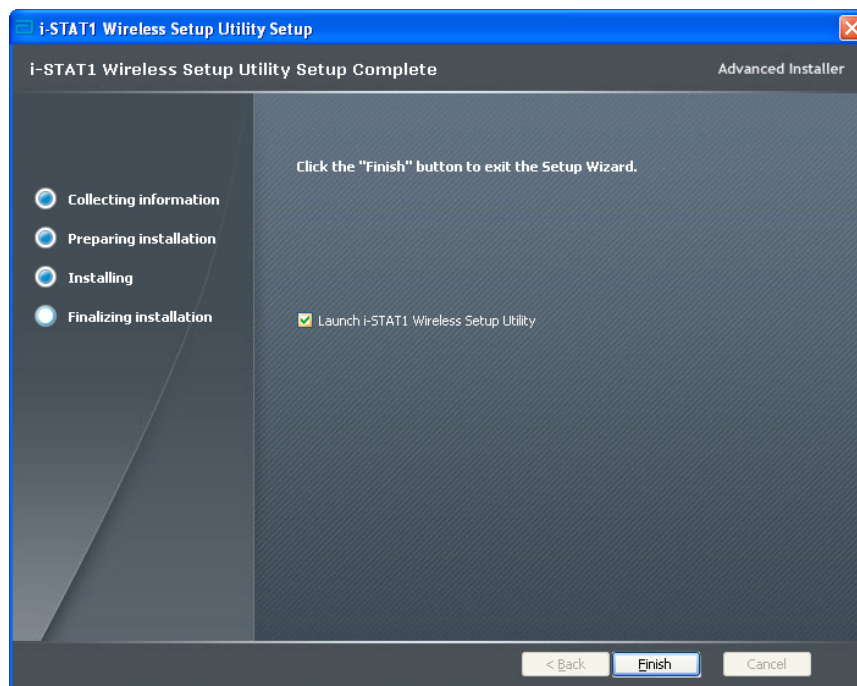 i-STAT1 Wireless Setup Utility Setup
i-STAT1 Wireless Setup Utility Setup Complete
Advanced Installer
Click the "Finish" button to exit the Setup Wizard.
Collecting information
Preparing installation
Installing
Finalizing installation
Launch i-STAT1 Wireless Setup Utility
< Back
Finish
Cancel